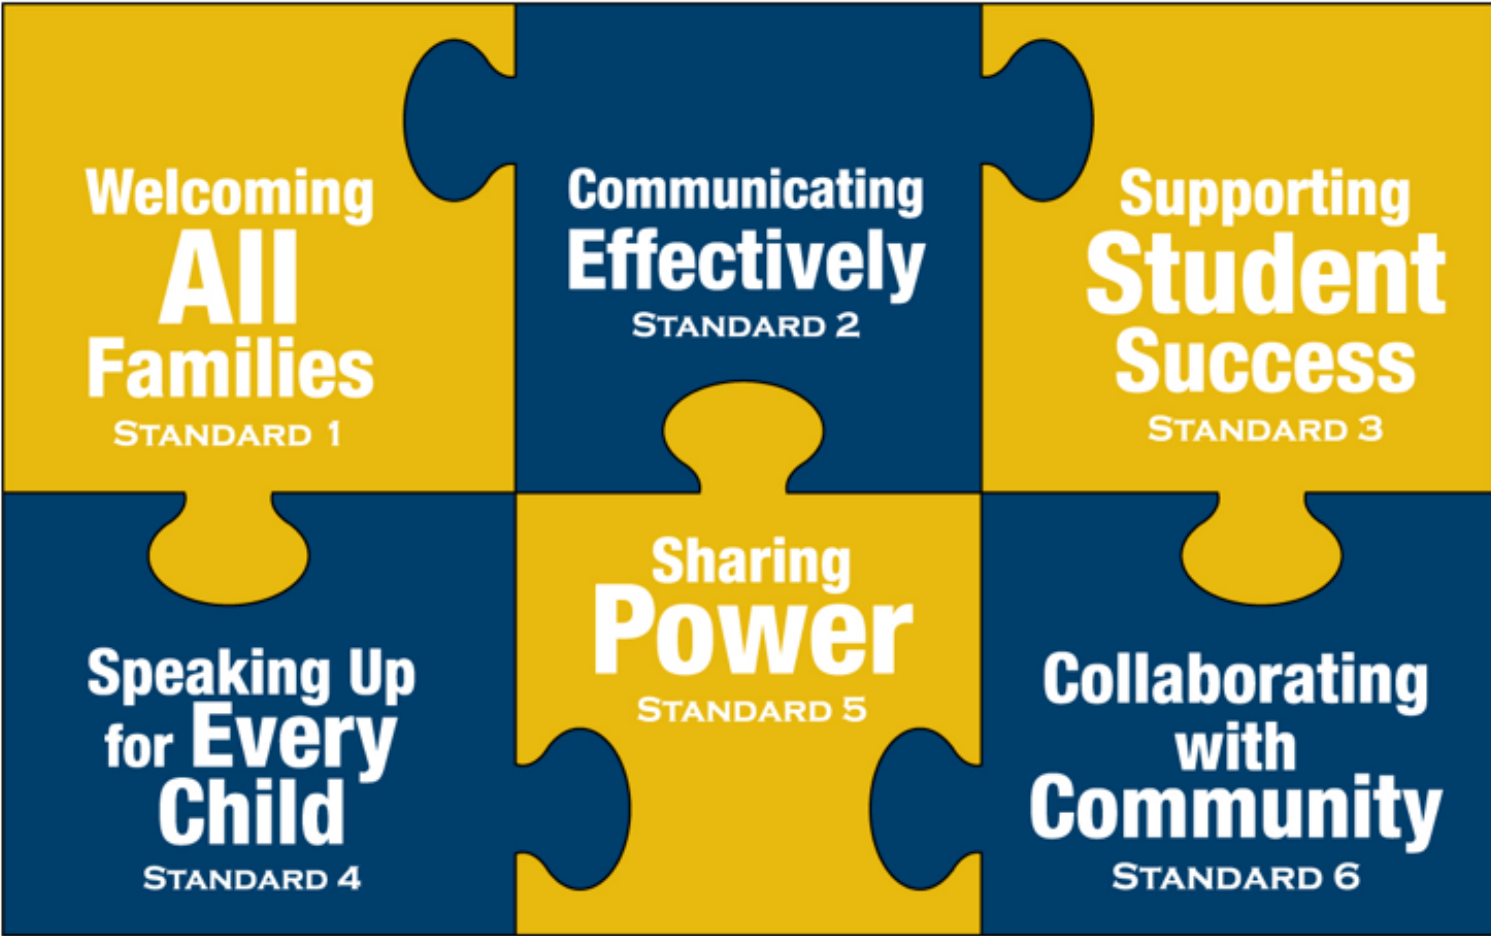 Welcoming
All
Families
STANDARD 1
Communicating
Effectively
STANDARD 2
Supporting
Student
Success
STANDARD 3
Speaking Up
for Every
Child
STANDARD 4
Sharing
Power
STANDARD 5
Collaborating
with
Community
STANDARD 6